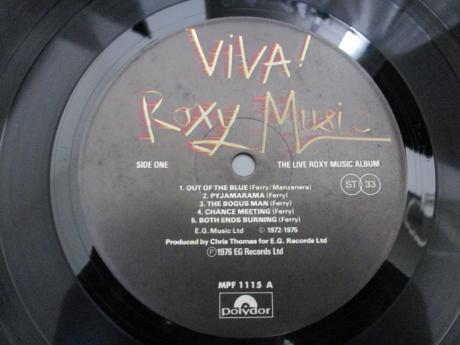 ViVA!
Roxy Music
SIDE ONE
THE LIVE ROXY MUSIC ALBUM
ST 33
1. OUT OF THE BLUE (Ferry/Manzanera)
2. PYJAMARAMA (Ferry)
3. THE BOGUS MAN (Ferry)
4. CHANCE MEETING (Ferry)
5. BOTH ENDS BURNING (Ferry)
E.G. Music Ltd © 1972-1975
Produced by Chris Thomas for E.G. Records Ltd
Ⓟ1976 EG Records Ltd
MPF 1115 A
polydor